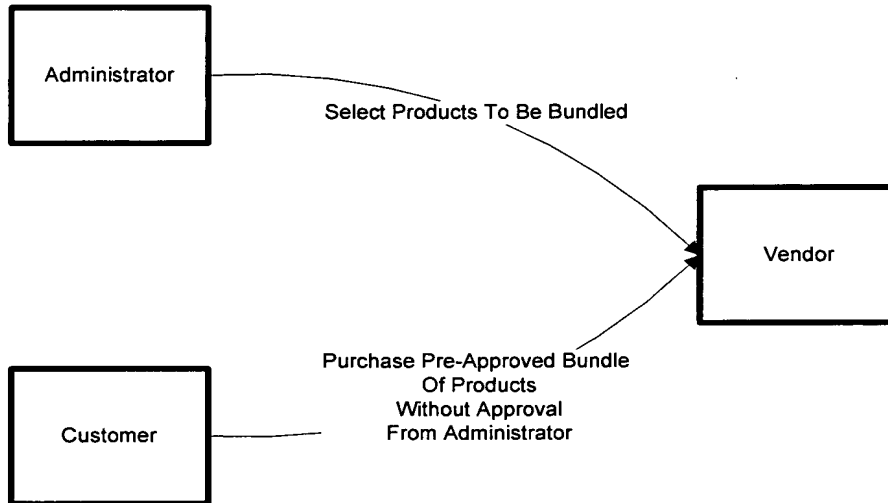 Administrator
Select Products To Be Bundled
Vendor
Purchase Pre-Approved Bundle
Of Products
Without Approval
From Administrator
Customer